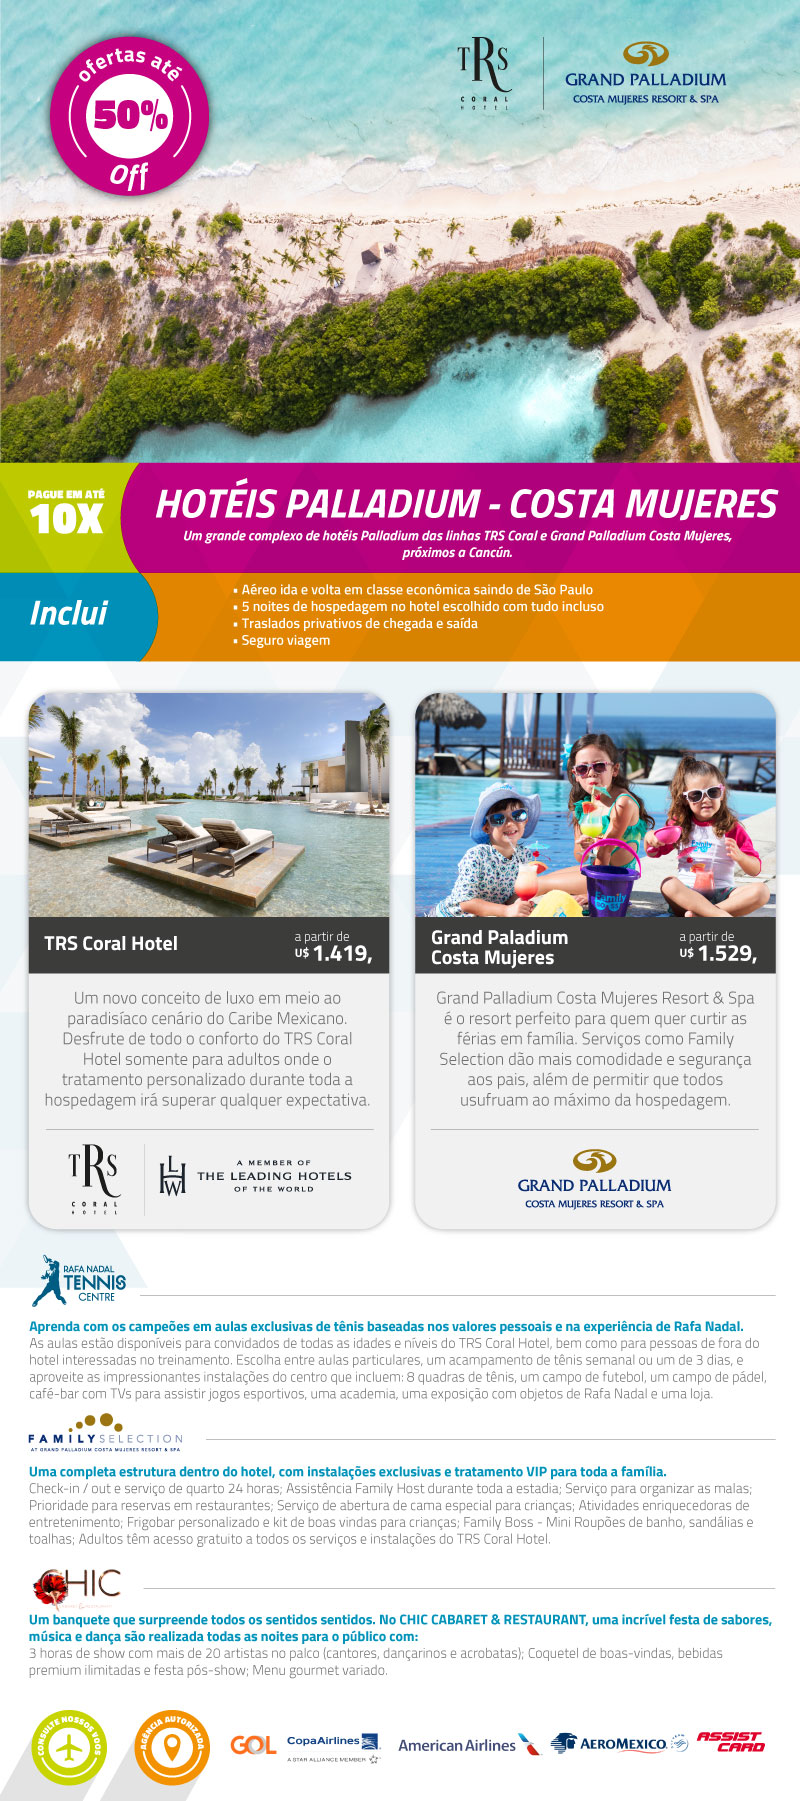 ofertas até
50%
Off
TRS
CORAL
HOTEL
GRAND PALLADIUM
COSTA MUJERES RESORT & SPA
PAGUE EM ATÉ
10X
HOTÉIS PALLADIUM - COSTA MUJERES
Um grande complexo de hotéis Palladium das linhas TRS Coral e Grand Palladium Costa Mujeres,
próximos a Cancún.
Inclui
• Aéreo ida e volta em classe econômica saindo de São Paulo
• 5 noites de hospedagem no hotel escolhido com tudo incluso
• Traslados privativos de chegada e saída
• Seguro viagem
Family
TRS Coral Hotel
a partir de
U$ 1.419,
Grand Paladium
Costa Mujeres
a partir de
U$ 1.529,
Um novo conceito de luxo em meio ao
paradisíaco cenário do Caribe Mexicano.
Desfrute de todo o conforto do TRS Coral
Hotel somente para adultos onde o
tratamento personalizado durante toda a
hospedagem irá superar qualquer expectativa.
TRS
CORAL
HOTEL
LHW
A MEMBER OF
THE LEADING HOTELS
OF THE WORLD
Grand Palladium Costa Mujeres Resort & Spa
é o resort perfeito para quem quer curtir as
férias em família. Serviços como Family
Selection dão mais comodidade e segurança
aos pais, além de permitir que todos
usufruam ao máximo da hospedagem.
GRAND PALLADIUM
COSTA MUJERES RESORT & SPA
RAFA NADAL
TENNIS
CENTRE
Aprenda com os campeões em aulas exclusivas de tênis baseadas nos valores pessoais e na experiência de Rafa Nadal.
As aulas estão disponíveis para convidados de todas as idades e níveis do TRS Coral Hotel, bem como para pessoas de fora do
hotel interessadas no treinamento. Escolha entre aulas particulares, um acampamento de tênis semanal ou um de 3 dias, e
aproveite as impressionantes instalações do centro que incluem: 8 quadras de tênis, um campo de futebol, um campo de pádel,
café-bar com TVs para assistir jogos esportivos, uma academia, uma exposição com objetos de Rafa Nadal e uma loja.
FAMILYSELECTION
AT GRAND PALLADIUM COSTA MUJERES RESORT & SPA
Uma completa estrutura dentro do hotel, com instalações exclusivas e tratamento VIP para toda a família.
Check-in / out e serviço de quarto 24 horas; Assistência Family Host durante toda a estadia; Serviço para organizar as malas;
Prioridade para reservas em restaurantes; Serviço de abertura de cama especial para crianças; Atividades enriquecedoras de
entretenimento; Frigobar personalizado e kit de boas vindas para crianças; Family Boss - Mini Roupões de banho, sandálias e
toalhas; Adultos têm acesso gratuito a todos os serviços e instalações do TRS Coral Hotel.
CHIC
Um banquete que surpreende todos os sentidos sentidos. No CHIC CABARET & RESTAURANT, uma incrível festa de sabores,
música e dança são realizada todas as noites para o público com:
3 horas de show com mais de 20 artistas no palco (cantores, dançarinos e acrobatas); Coquetel de boas-vindas, bebidas
premium ilimitadas e festa pós-show; Menu gourmet variado.
CONSULTE NOSSOS VOOS
AGÊNCIA AUTORIZADA
GOL
CopaAirlines
A STAR ALLIANCE MEMBER
American Airlines
AEROMEXICO.
ASSIST
CARD